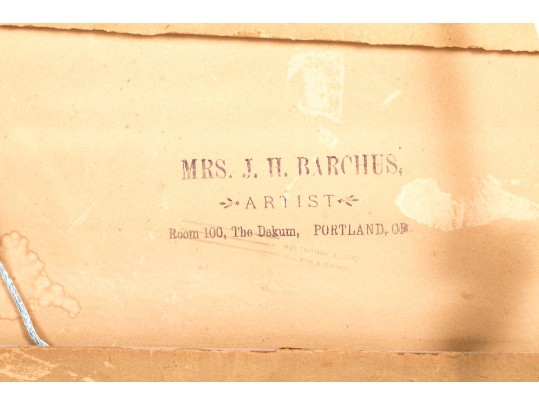 MRS. J. H. BARCHUS,
ARTIST
Room 100, The Dekum, PORTLAND, OR.